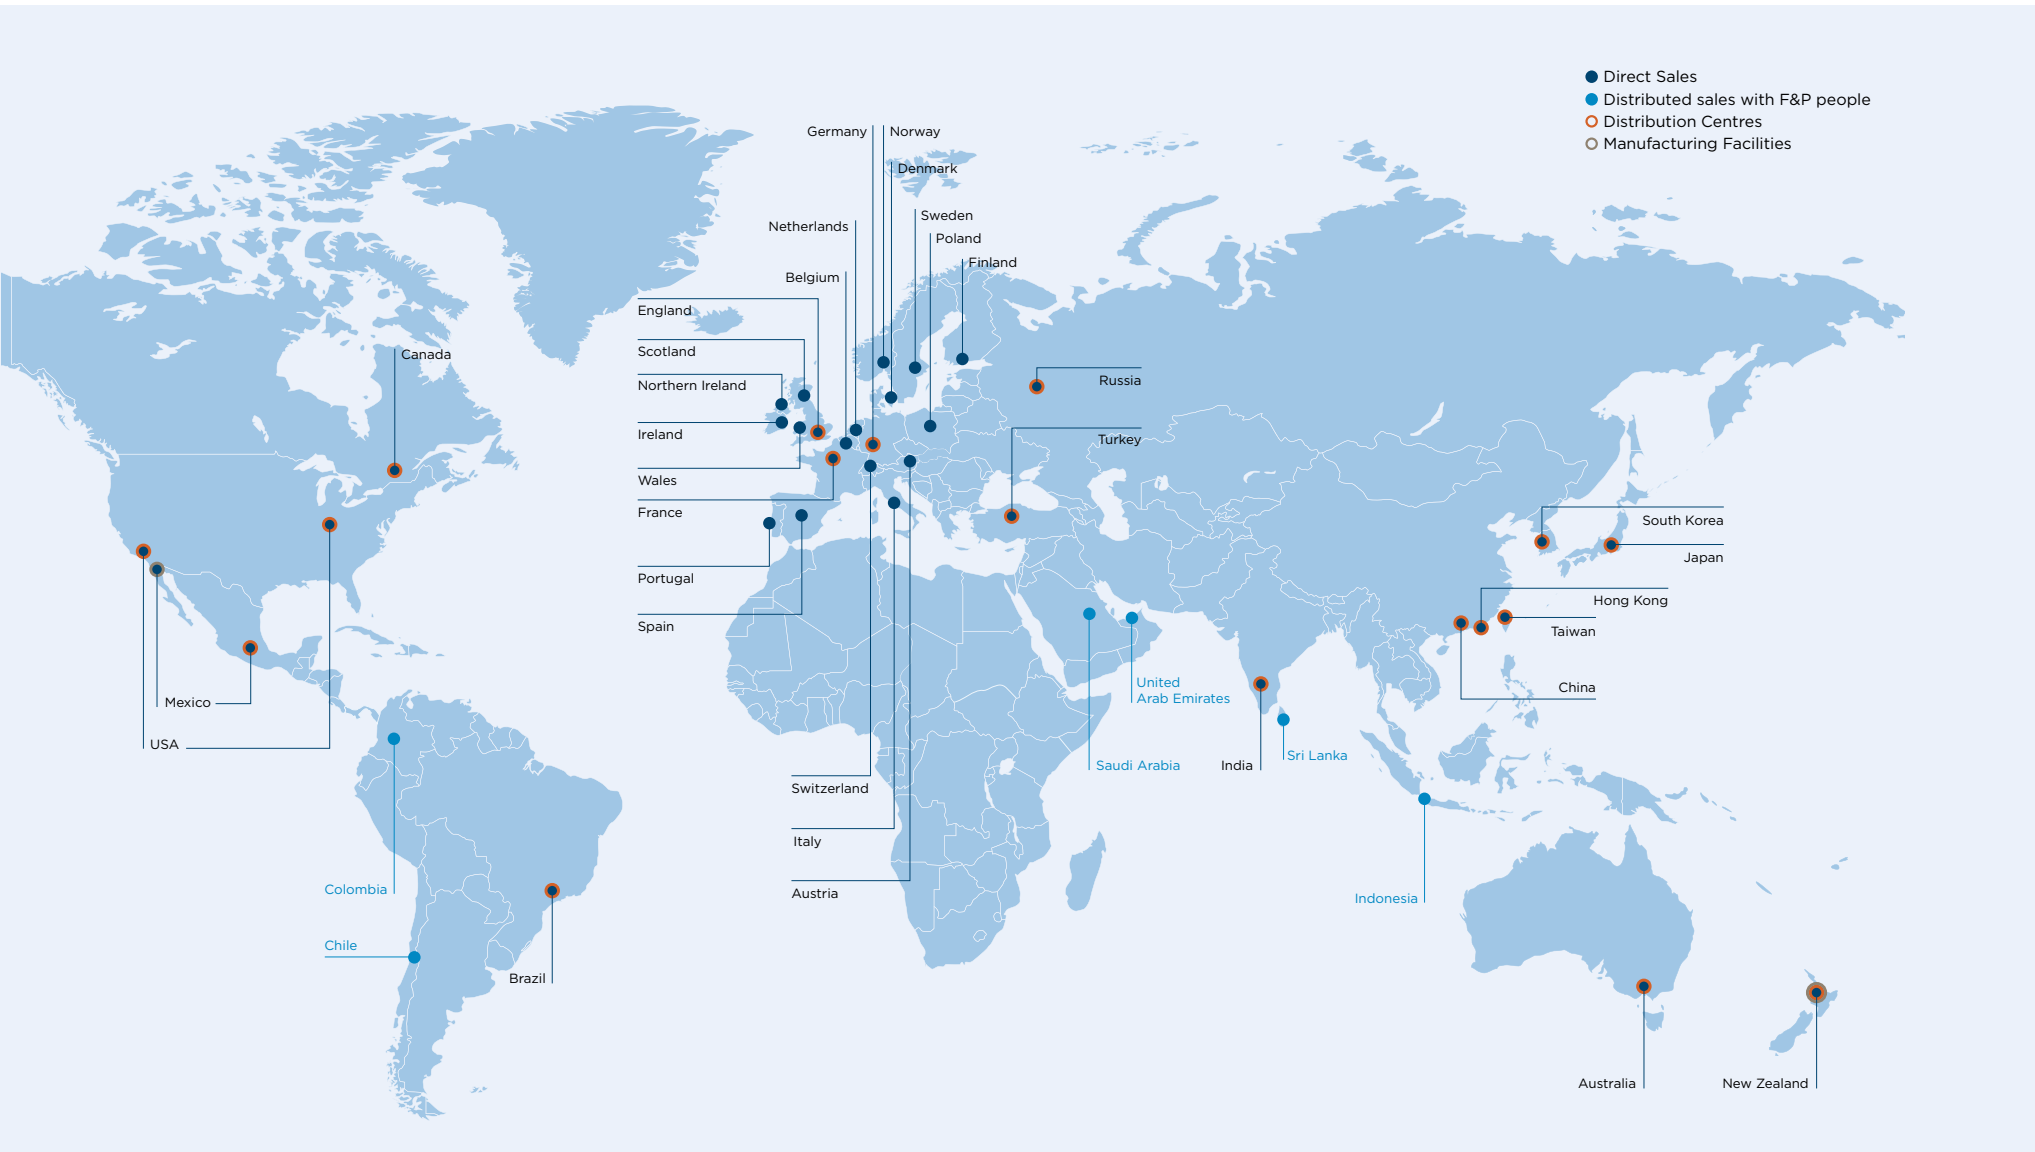 Direct Sales
Distributed sales with F&P people
Distribution Centres
Manufacturing Facilities
Germany
Norway
Denmark
Sweden
Netherlands
Poland
Finland
Belgium
England
Scotland
Canada
Northern Ireland
Russia
Ireland
Turkey
Wales
France
South Korea
Japan
Portugal
Hong Kong
Spain
Taiwan
United
Arab Emirates
China
Mexico
USA
Sri Lanka
Saudi Arabia
India
Switzerland
Italy
Colombia
Austria
Indonesia
Chile
Brazil
Australia
New Zealand